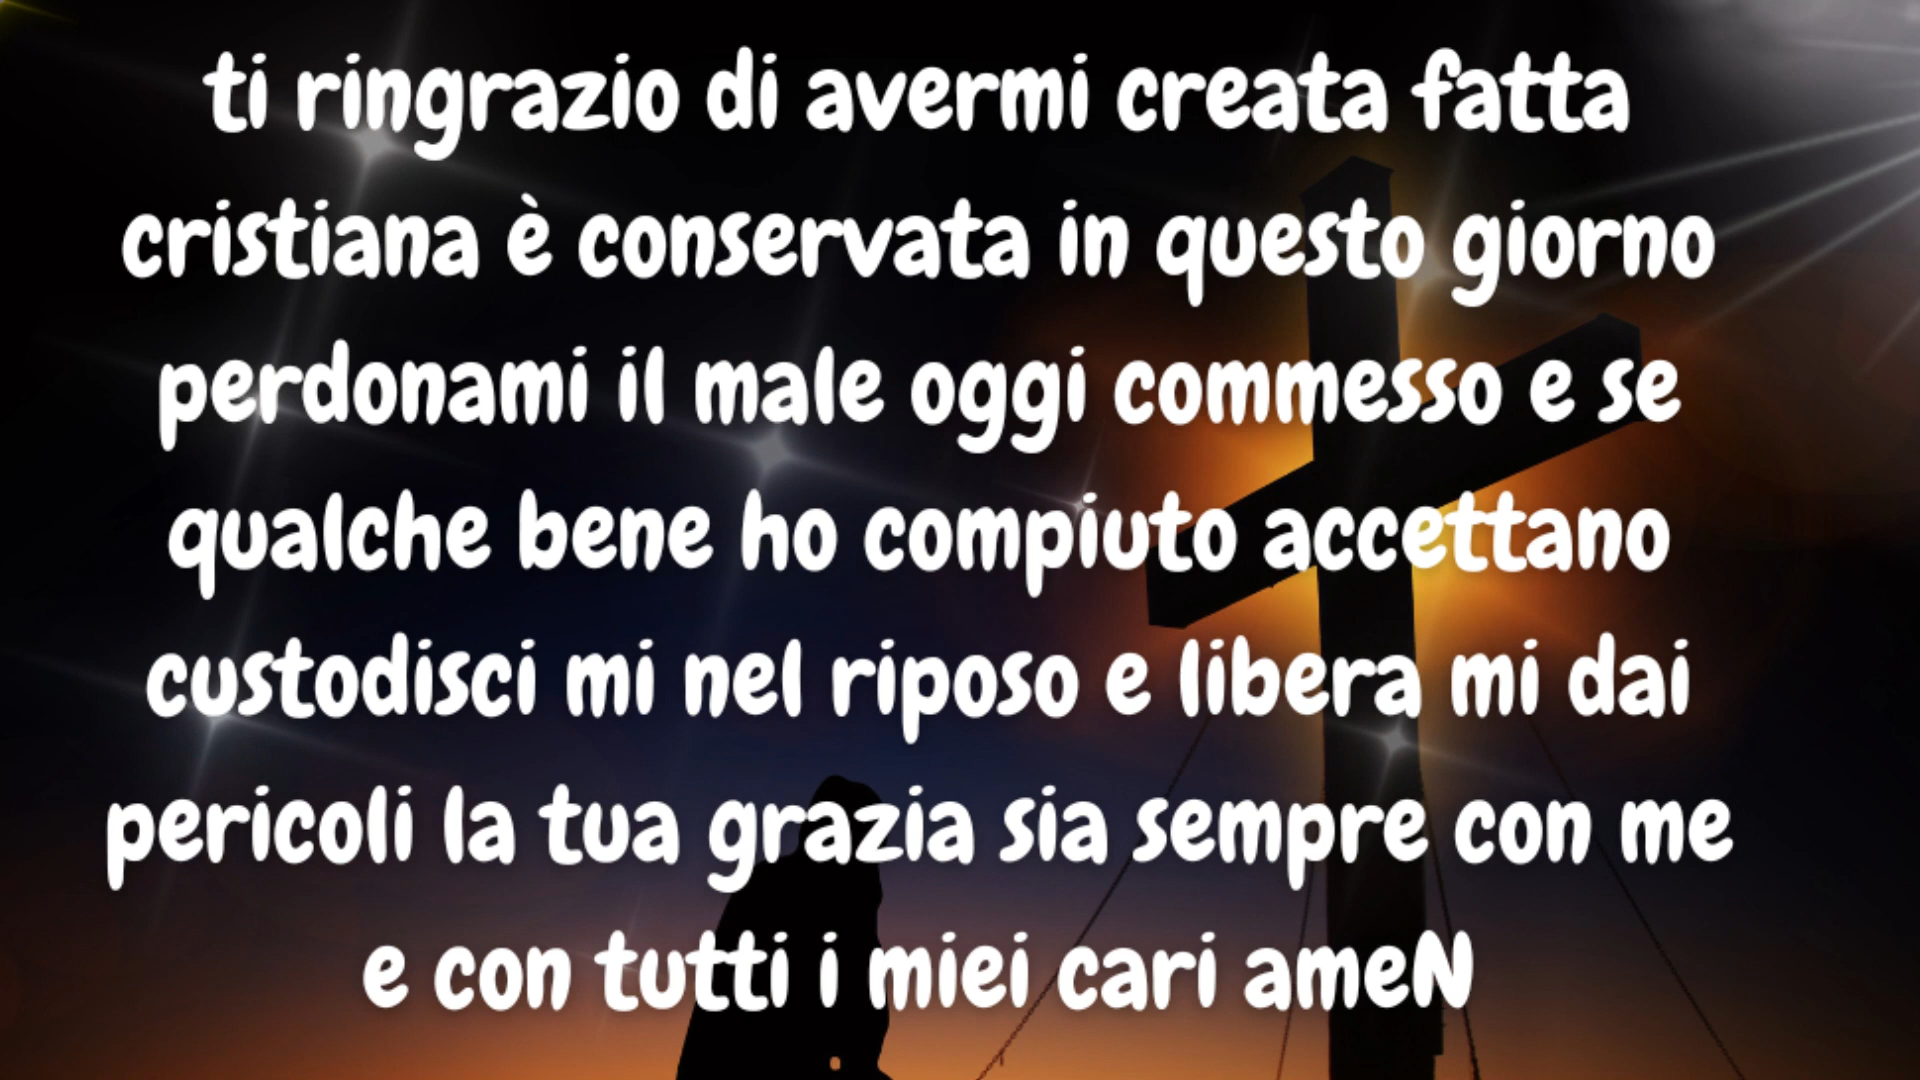 ti ringrazio di avermi creata fatta
cristiana è conservata in questo giorno
perdonami il male oggi commesso e se
qualche bene ho compiuto accettano
custodisci mi nel riposo e libera mi dai
pericoli la tua grazia sia sempre con me
e con tutti i miei cari ameN